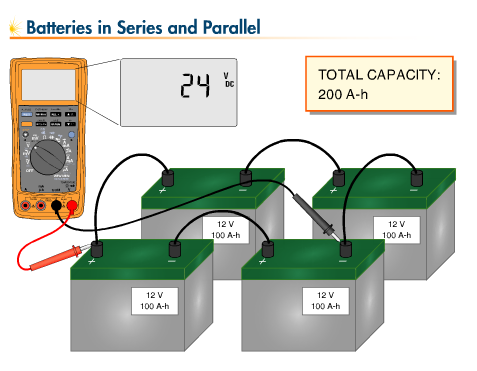 Batteries in Series and Parallel
24 V DC
TOTAL CAPACITY:
200 A-h
+
−
+
−
12 V
100 A-h
12 V
100 A-h
+
−
+
−
12 V
100 A-h
12 V
100 A-h